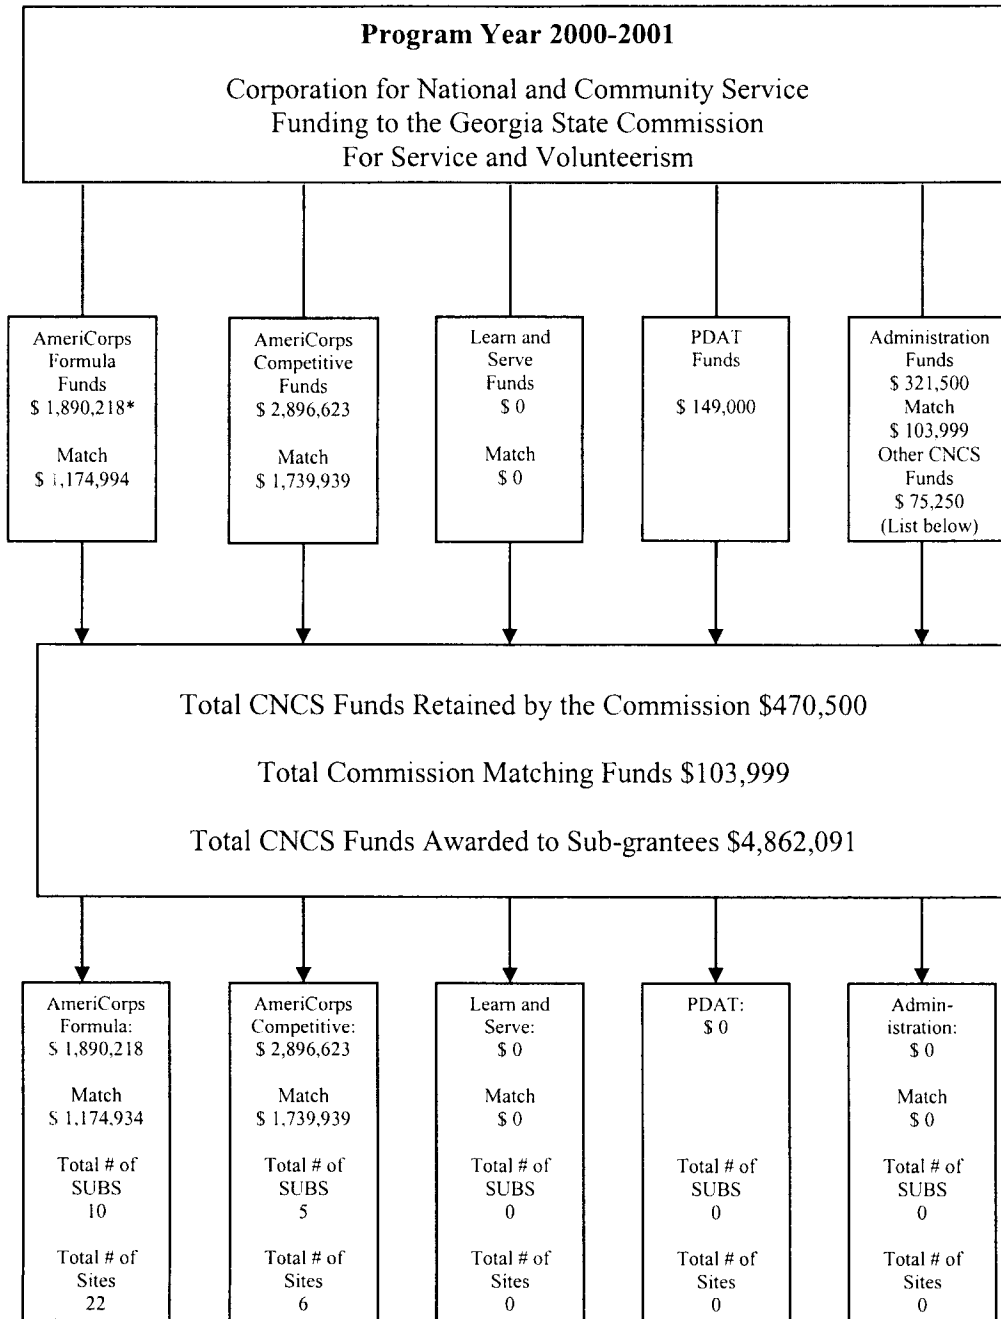 Program Year 2000-2001
Corporation for National and Community Service
Funding to the Georgia State Commission
For Service and Volunteerism
AmeriCorps
Formula
Funds
$ 1,890,218*
Match
$ 1,174,994
AmeriCorps
Competitive
Funds
$ 2,896,623
Match
$ 1,739,939
Learn and
Serve
Funds
$ 0
Match
$ 0
PDAT
Funds
$ 149,000
Administration
Funds
$ 321,500
Match
$ 103,999
Other CNCS
Funds
$ 75,250
(List below)
Total CNCS Funds Retained by the Commission $470,500
Total Commission Matching Funds $103,999
Total CNCS Funds Awarded to Sub-grantees $4,862,091
AmeriCorps
Formula:
$ 1,890,218
Match
$ 1,174,934
Total # of
SUBS
10
Total # of
Sites
22
AmeriCorps
Competitive:
$ 2,896,623
Match
$ 1,739,939
Total # of
SUBS
5
Total # of
Sites
6
Learn and
Serve:
$ 0
Match
$ 0
Total # of
SUBS
0
Total # of
Sites
0
PDAT:
$ 0
Total # of
SUBS
0
Total # of
Sites
0
Admin-
istration:
$ 0
Match
$ 0
Total # of
SUBS
0
Total # of
Sites
0